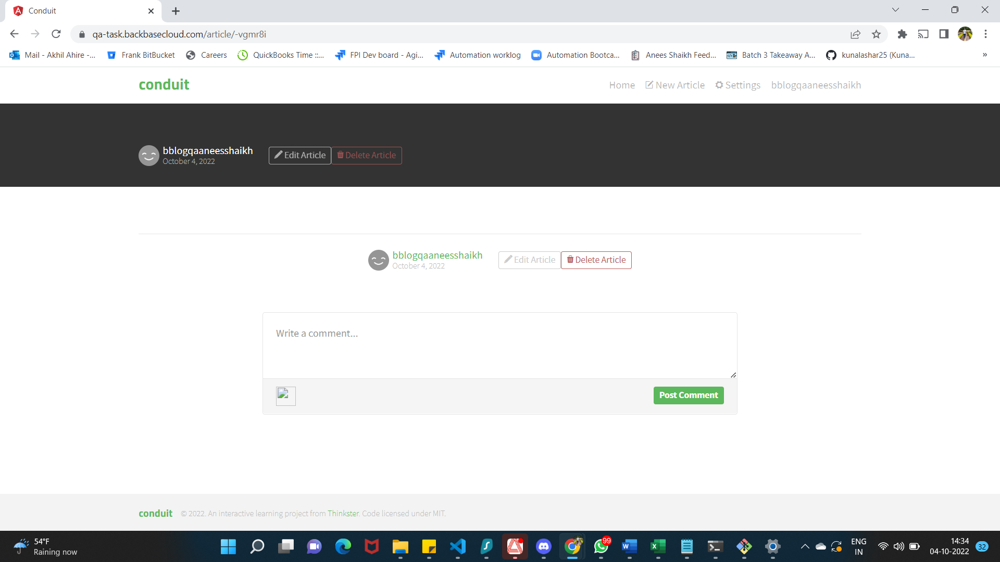 Conduit
qa-task.backbasecloud.com/article/-vgmr8i
Mail - Akhil Ahire -... Frank BitBucket Careers QuickBooks Time ::... FPI Dev board - Agi... Automation worklog Automation Bootca... Anees Shaikh Feed... Batch 3 Takeaway A... kunalashar25 (Kuna... »
conduit Home New Article Settings bblogqaaneesshaikh
bblogqaaneesshaikh Edit Article Delete Article
October 4, 2022
bblogqaaneesshaikh Edit Article Delete Article
October 4, 2022
Write a comment...
Post Comment
conduit © 2022. An interactive learning project from Thinkster. Code licensed under MIT.
54°F
Raining now
99
ENG
IN
14:34
04-10-2022
32